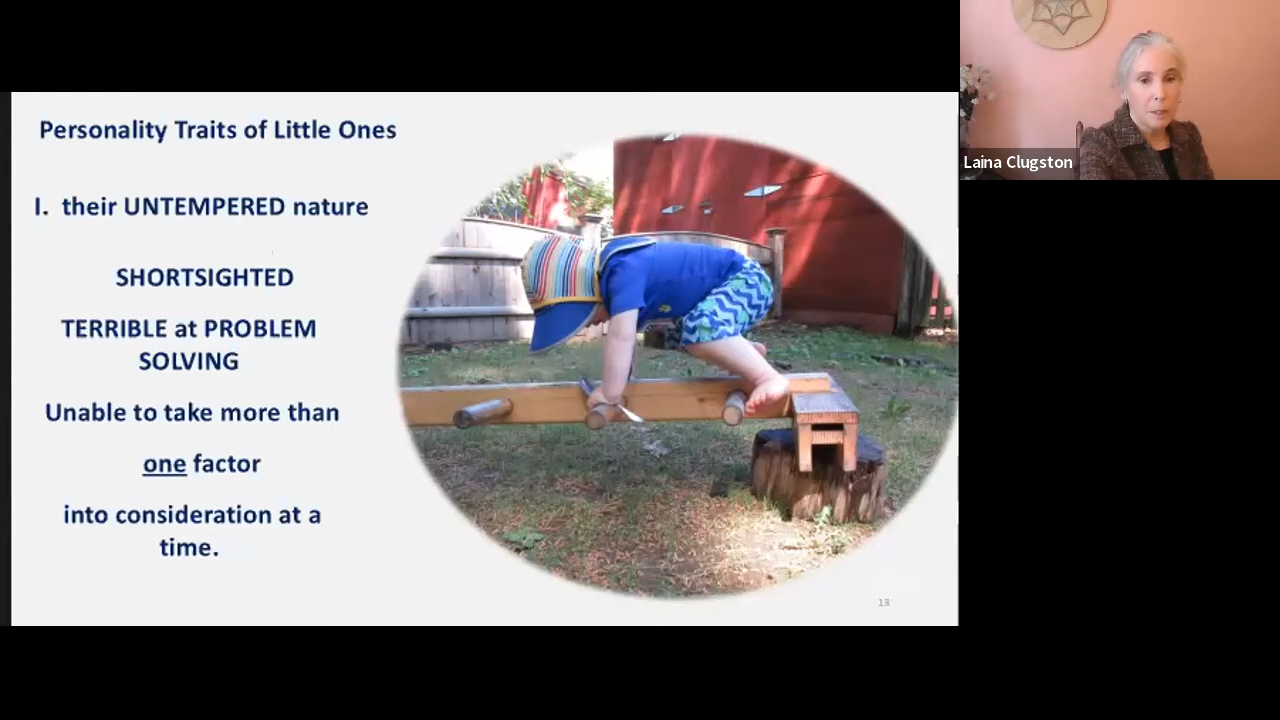 Personality Traits of Little Ones
I. their UNTEMPERED nature
SHORTSIGHTED
TERRIBLE at PROBLEM
SOLVING
Unable to take more than
one factor
into consideration at a
time.
13
Laina Clugston